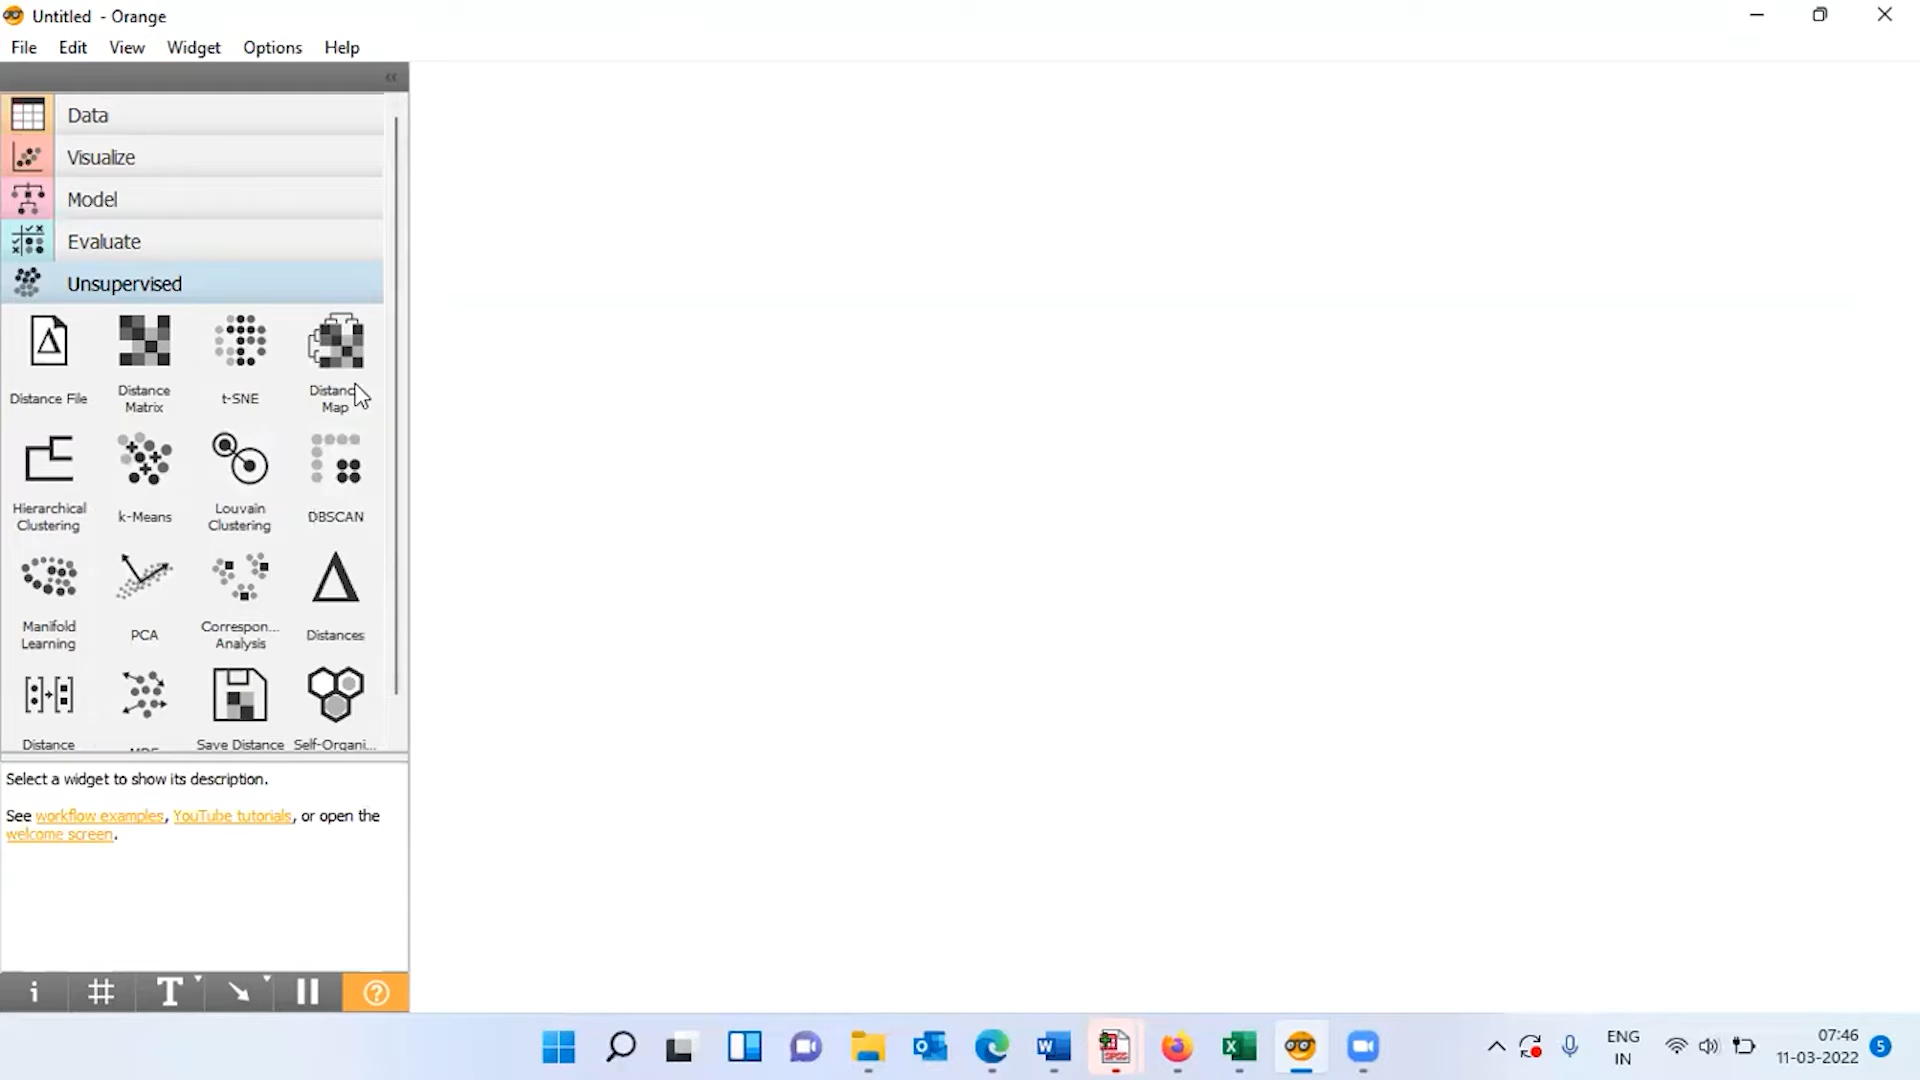 Untitled - Orange
File Edit View Widget Options Help
Data
Visualize
Model
Evaluate
Unsupervised
Distance File
Distance
Matrix
t-SNE
Distance
Map
Hierarchical
Clustering
k-Means
Louvain
Clustering
DBSCAN
Manifold
Learning
PCA
Correspon...
Analysis
Distances
Distance
Save Distance
Self-Organi...
Select a widget to show its description.
See workflow examples, YouTube tutorials, or open the
welcome screen.
ENG
IN
07:46
11-03-2022
5